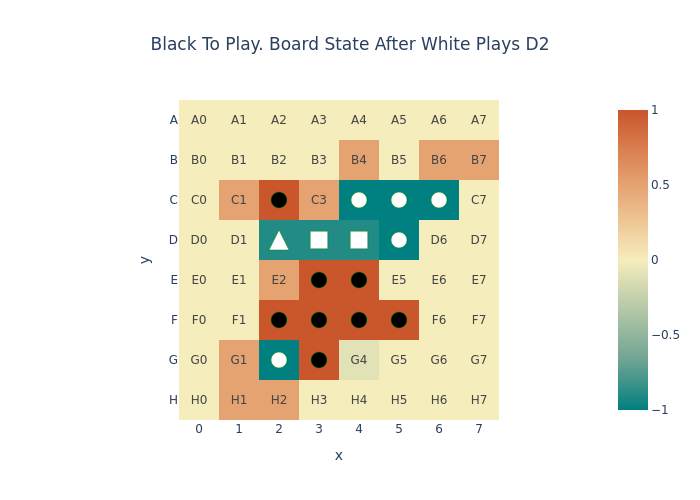 Black To Play. Board State After White Plays D2
A A0 A1 A2 A3 A4 A5 A6 A7 1
B B0 B1 B2 B3 B4 B5 B6 B7
0.5
C C0 C1 C3 C7
D D0 D1 D6 D7
y 0
E E0 E1 E2 E5 E6 E7
F F0 F1 F6 F7
−0.5
G G0 G1 G4 G5 G6 G7
H H0 H1 H2 H3 H4 H5 H6 H7 −1
0 1 2 3 4 5 6 7
x